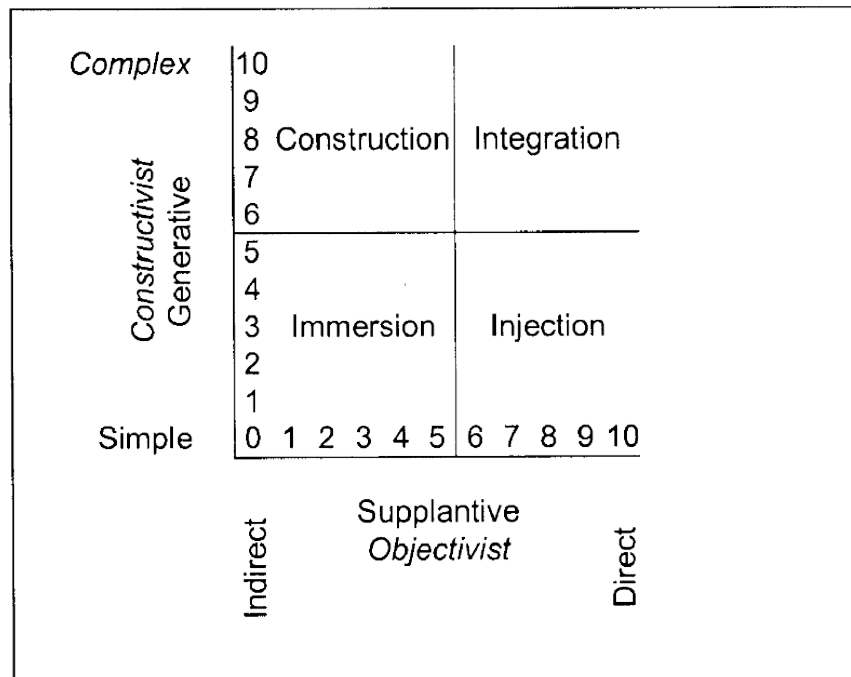 Complex 10
9
8 Construction Integration
7
6
5
4
3 Immersion Injection
2
1
Simple 0 1 2 3 4 5 6 7 8 9 10
Constructivist
Generative
Supplantive
Objectivist
Indirect
Direct